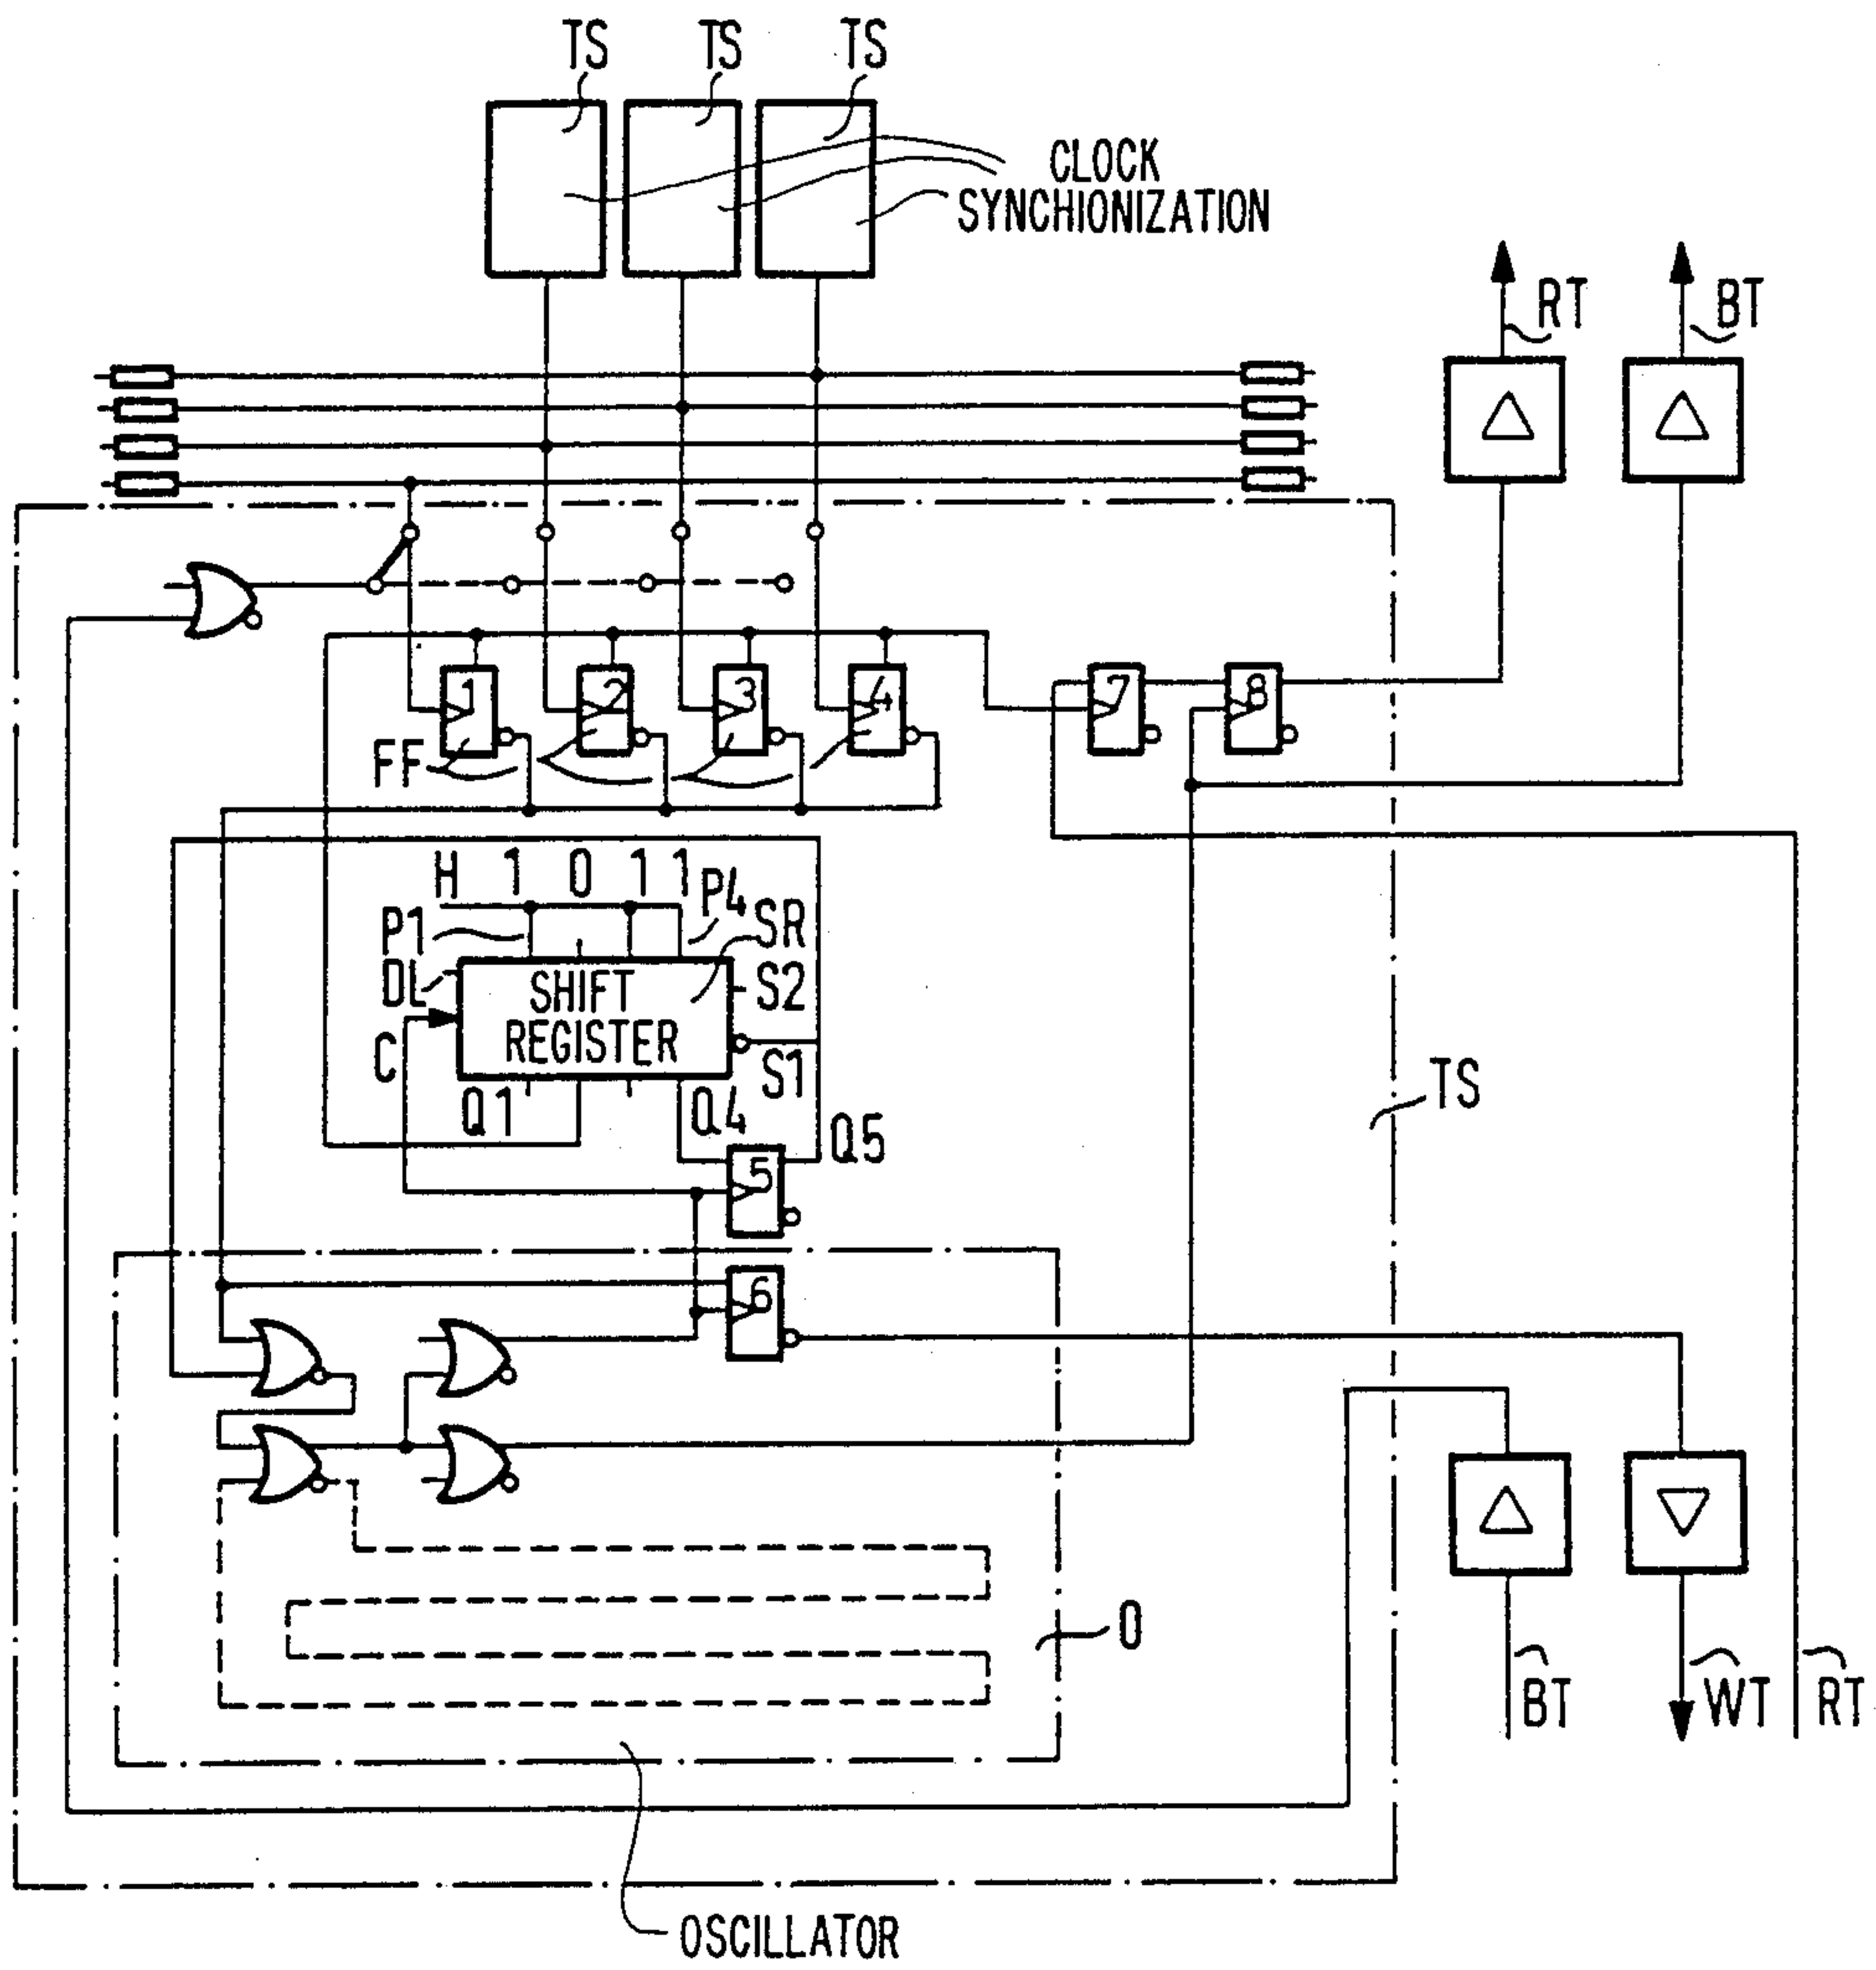 TS TS TS
CLOCK
SYNCHIONIZATION
RT BT
1 2 3 4 7 8
FF
H 1 0 1 1
P1 P4 SR
DL
SHIFT
REGISTER
S2
C
S1
Q1 Q4
Q5
TS
5
6
O
BT WT RT
OSCILLATOR